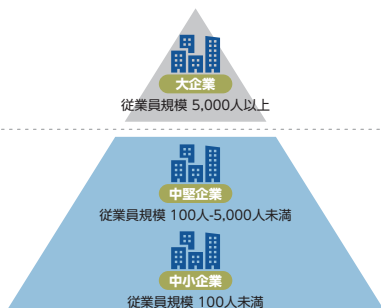 大企業
従業員規模 5,000人以上
中堅企業
従業員規模 100人-5,000人未満
中小企業
従業員規模 100人未満